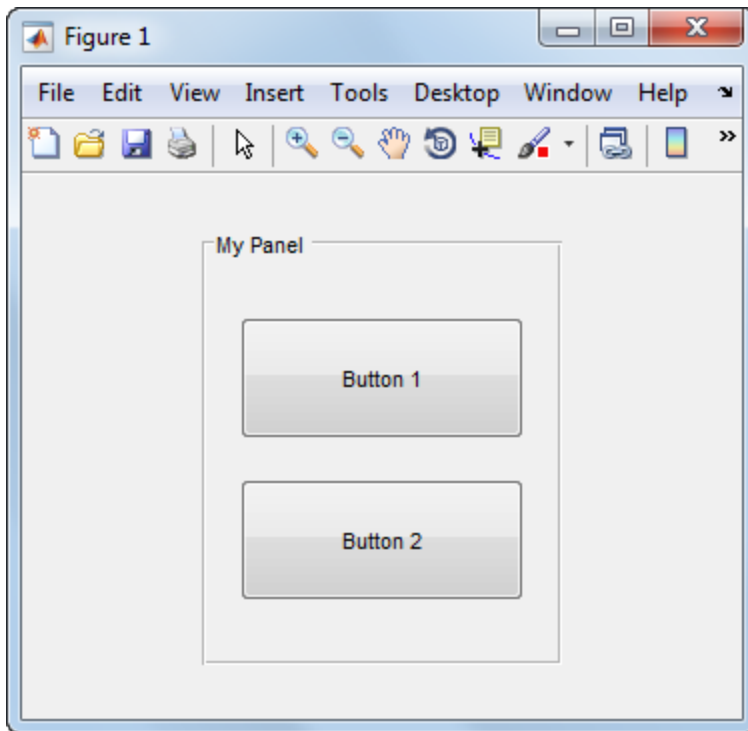 Figure 1
File Edit View Insert Tools Desktop Window Help
My Panel
Button 1
Button 2